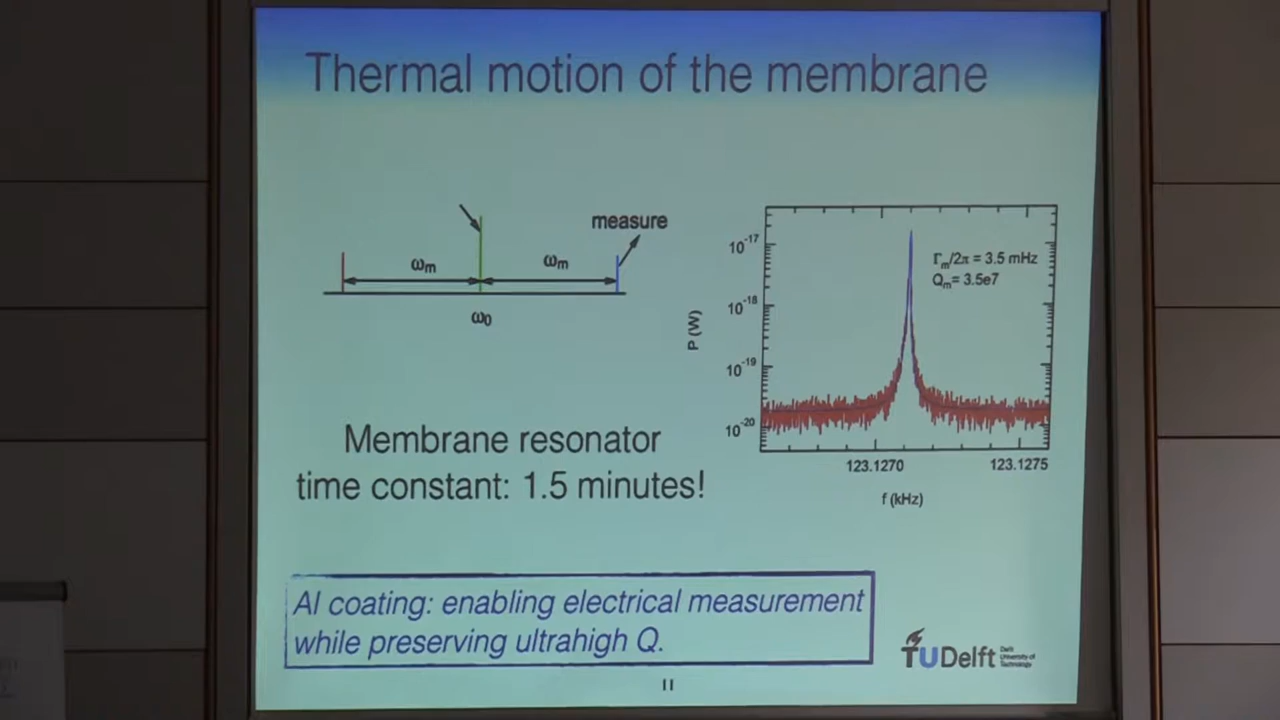 Thermal motion of the membrane
measure
ωm
ωm
ω0
P (W)
10-17
10-18
10-19
10-20
Γm/2π = 3.5 mHz
Qm= 3.5e7
123.1270
123.1275
f (kHz)
Membrane resonator
time constant: 1.5 minutes!
Al coating: enabling electrical measurement
while preserving ultrahigh Q.
TUDelft
Delft
University of
Technology
11